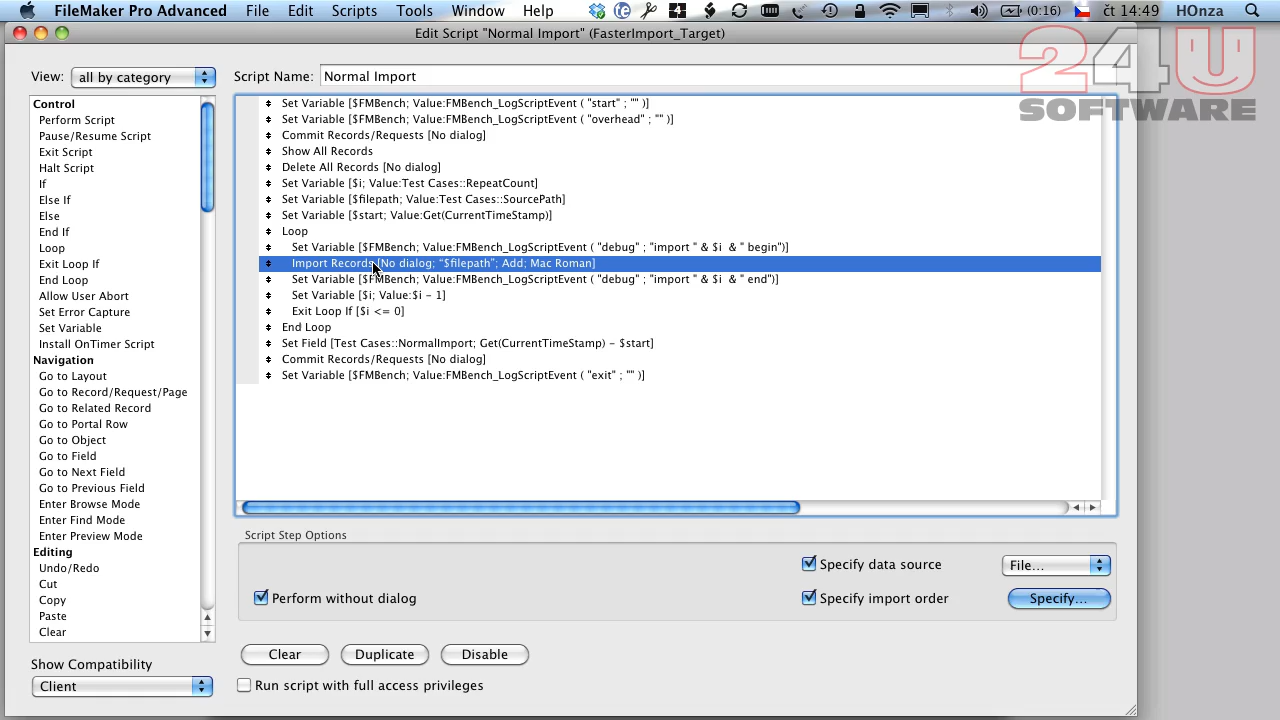 FileMaker Pro Advanced File Edit Scripts Tools Window Help (0:16) čt 14:49 HOnza
Edit Script "Normal Import" (FasterImport_Target)
24U
SOFTWARE
View: all by category Script Name: Normal Import
Control
Perform Script
Pause/Resume Script
Exit Script
Halt Script
If
Else If
Else
End If
Loop
Exit Loop If
End Loop
Allow User Abort
Set Error Capture
Set Variable
Install OnTimer Script
Navigation
Go to Layout
Go to Record/Request/Page
Go to Related Record
Go to Portal Row
Go to Object
Go to Field
Go to Next Field
Go to Previous Field
Enter Browse Mode
Enter Find Mode
Enter Preview Mode
Editing
Undo/Redo
Cut
Copy
Paste
Clear
Set Variable [$FMBench; Value:FMBench_LogScriptEvent ( "start" ; "" )]
Set Variable [$FMBench; Value:FMBench_LogScriptEvent ( "overhead" ; "" )]
Commit Records/Requests [No dialog]
Show All Records
Delete All Records [No dialog]
Set Variable [$i; Value:Test Cases::RepeatCount]
Set Variable [$filepath; Value:Test Cases::SourcePath]
Set Variable [$start; Value:Get(CurrentTimeStamp)]
Loop
Set Variable [$FMBench; Value:FMBench_LogScriptEvent ( "debug" ; "import " & $i & " begin")]
Import Records [No dialog; “$filepath”; Add; Mac Roman]
Set Variable [$FMBench; Value:FMBench_LogScriptEvent ( "debug" ; "import " & $i & " end")]
Set Variable [$i; Value:$i - 1]
Exit Loop If [$i <= 0]
End Loop
Set Field [Test Cases::NormalImport; Get(CurrentTimeStamp) - $start]
Commit Records/Requests [No dialog]
Set Variable [$FMBench; Value:FMBench_LogScriptEvent ( "exit" ; "" )]
Script Step Options
Specify data source File...
Perform without dialog Specify import order Specify...
Clear Duplicate Disable
Show Compatibility
Client Run script with full access privileges